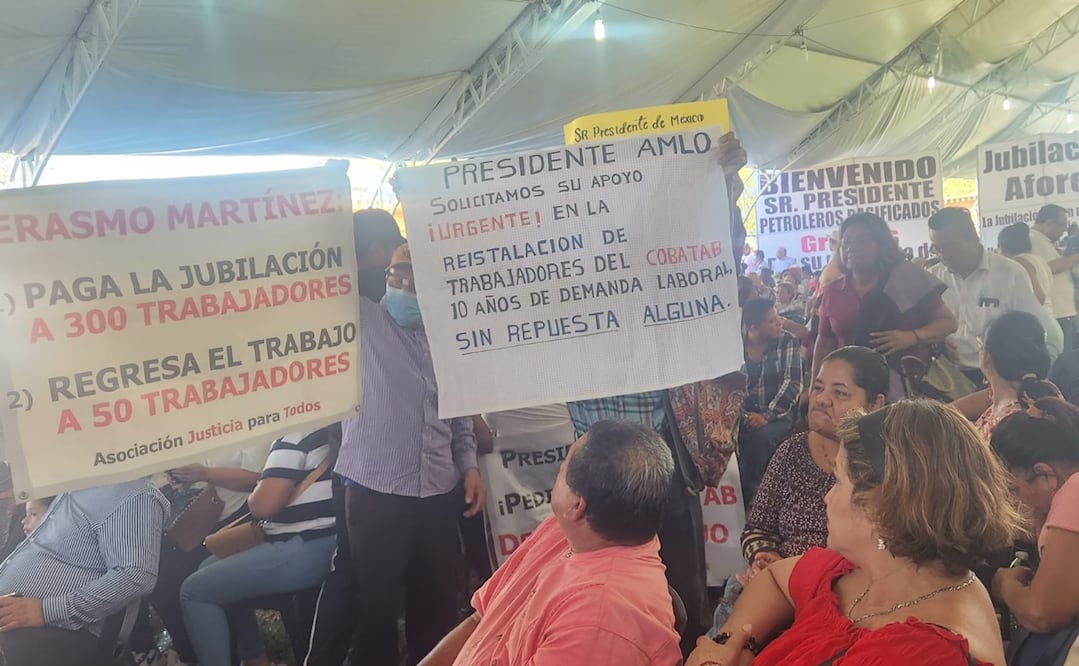 ERASMO MARTÍNEZ:
PAGA LA JUBILACIÓN
A 300 TRABAJADORES
2) REGRESA EL TRABAJO
A 50 TRABAJADORES
Asociación Justicia para Todos
SR Presidente de MEXICO
PRESIDENTE AMLO
SOLICITAMOS SU APOYO
¡URGENTE! EN LA
REISTALACION DE
TRABAJADORES DEL COBATAB
10 AÑOS DE DEMANDA LABORAL,
SIN REPUESTA ALGUNA.
BIENVENIDO
SR. PRESIDENTE
PETROLEROS
Jubilac
Afore
La Jubilación
PRESI
¡PED